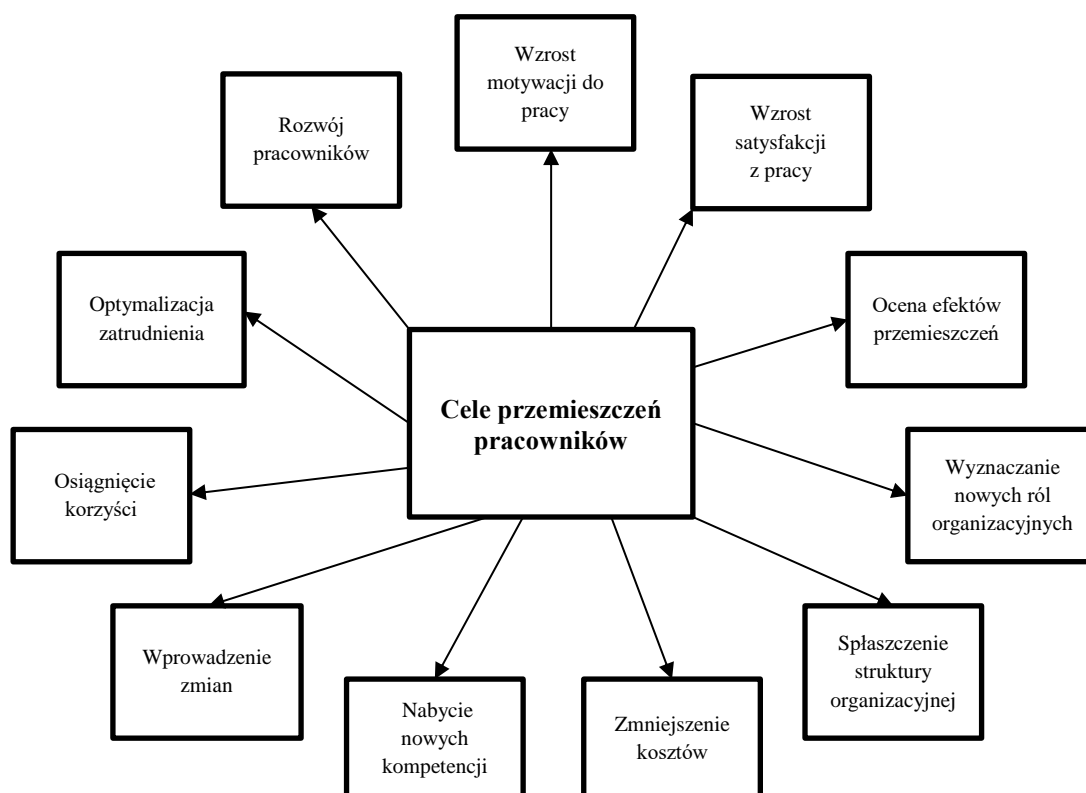 Wzrost
motywacji do
pracy
Rozwój
pracowników
Wzrost
satysfakcji
z pracy
Optymalizacja
zatrudnienia
Ocena efektów
przemieszczeń
Cele przemieszczeń
pracowników
Osiągnięcie
korzyści
Wyznaczanie
nowych ról
organizacyjnych
Wprowadzenie
zmian
Spłaszczenie
struktury
organizacyjnej
Nabycie
nowych
kompetencji
Zmniejszenie
kosztów